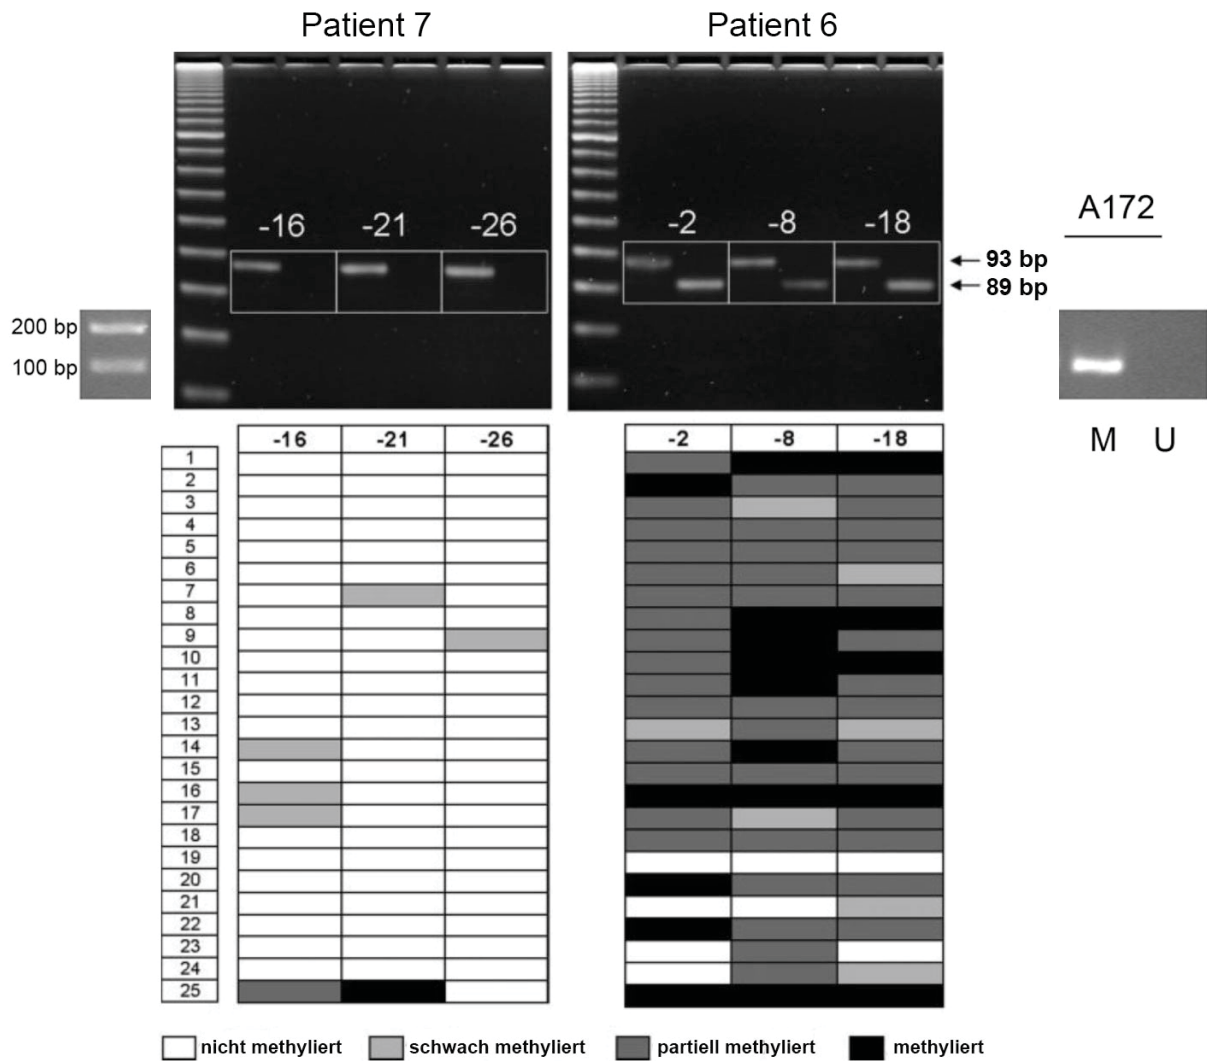 Patient 7
Patient 6
-16 -21 -26
-2 -8 -18
A172
93 bp
89 bp
200 bp
100 bp
M U
-16 -21 -26
-2 -8 -18
1
2
3
4
5
6
7
8
9
10
11
12
13
14
15
16
17
18
19
20
21
22
23
24
25
nicht methyliert schwach methyliert partiell methyliert methyliert